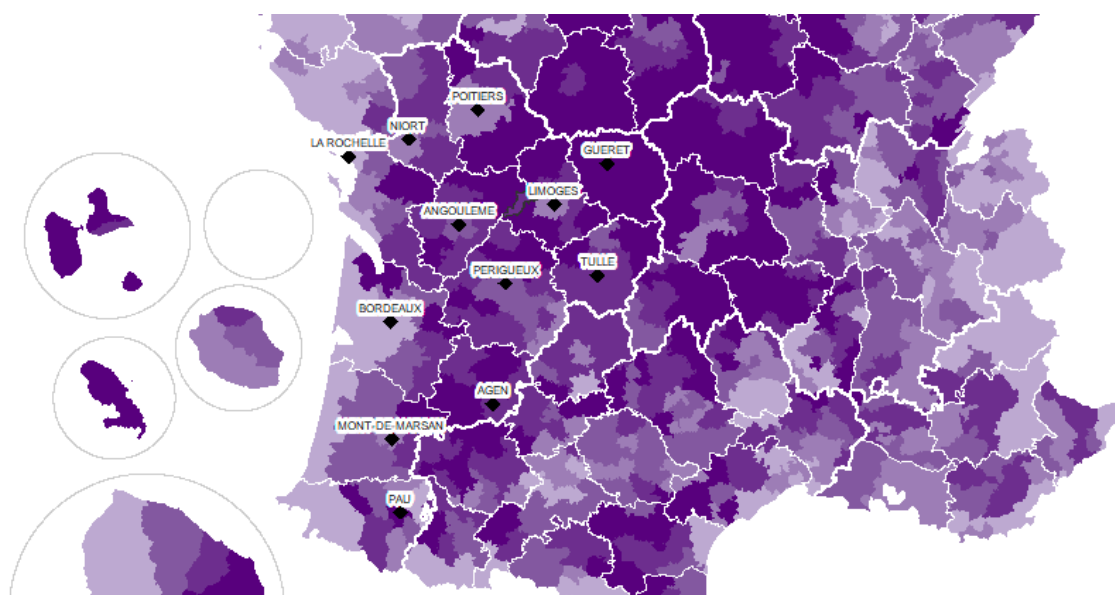 POITIERS
NIORT
LA ROCHELLE
GUERET
LIMOGES
ANGOULEME
TULLE
PERIGUEUX
BORDEAUX
AGEN
MONT-DE-MARSAN
PAU